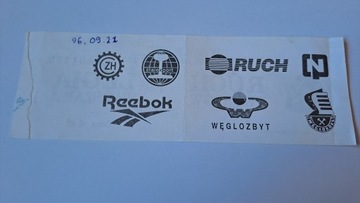 96.09.21
ZH
RUCH
Reebok
WĘGLOZBYT